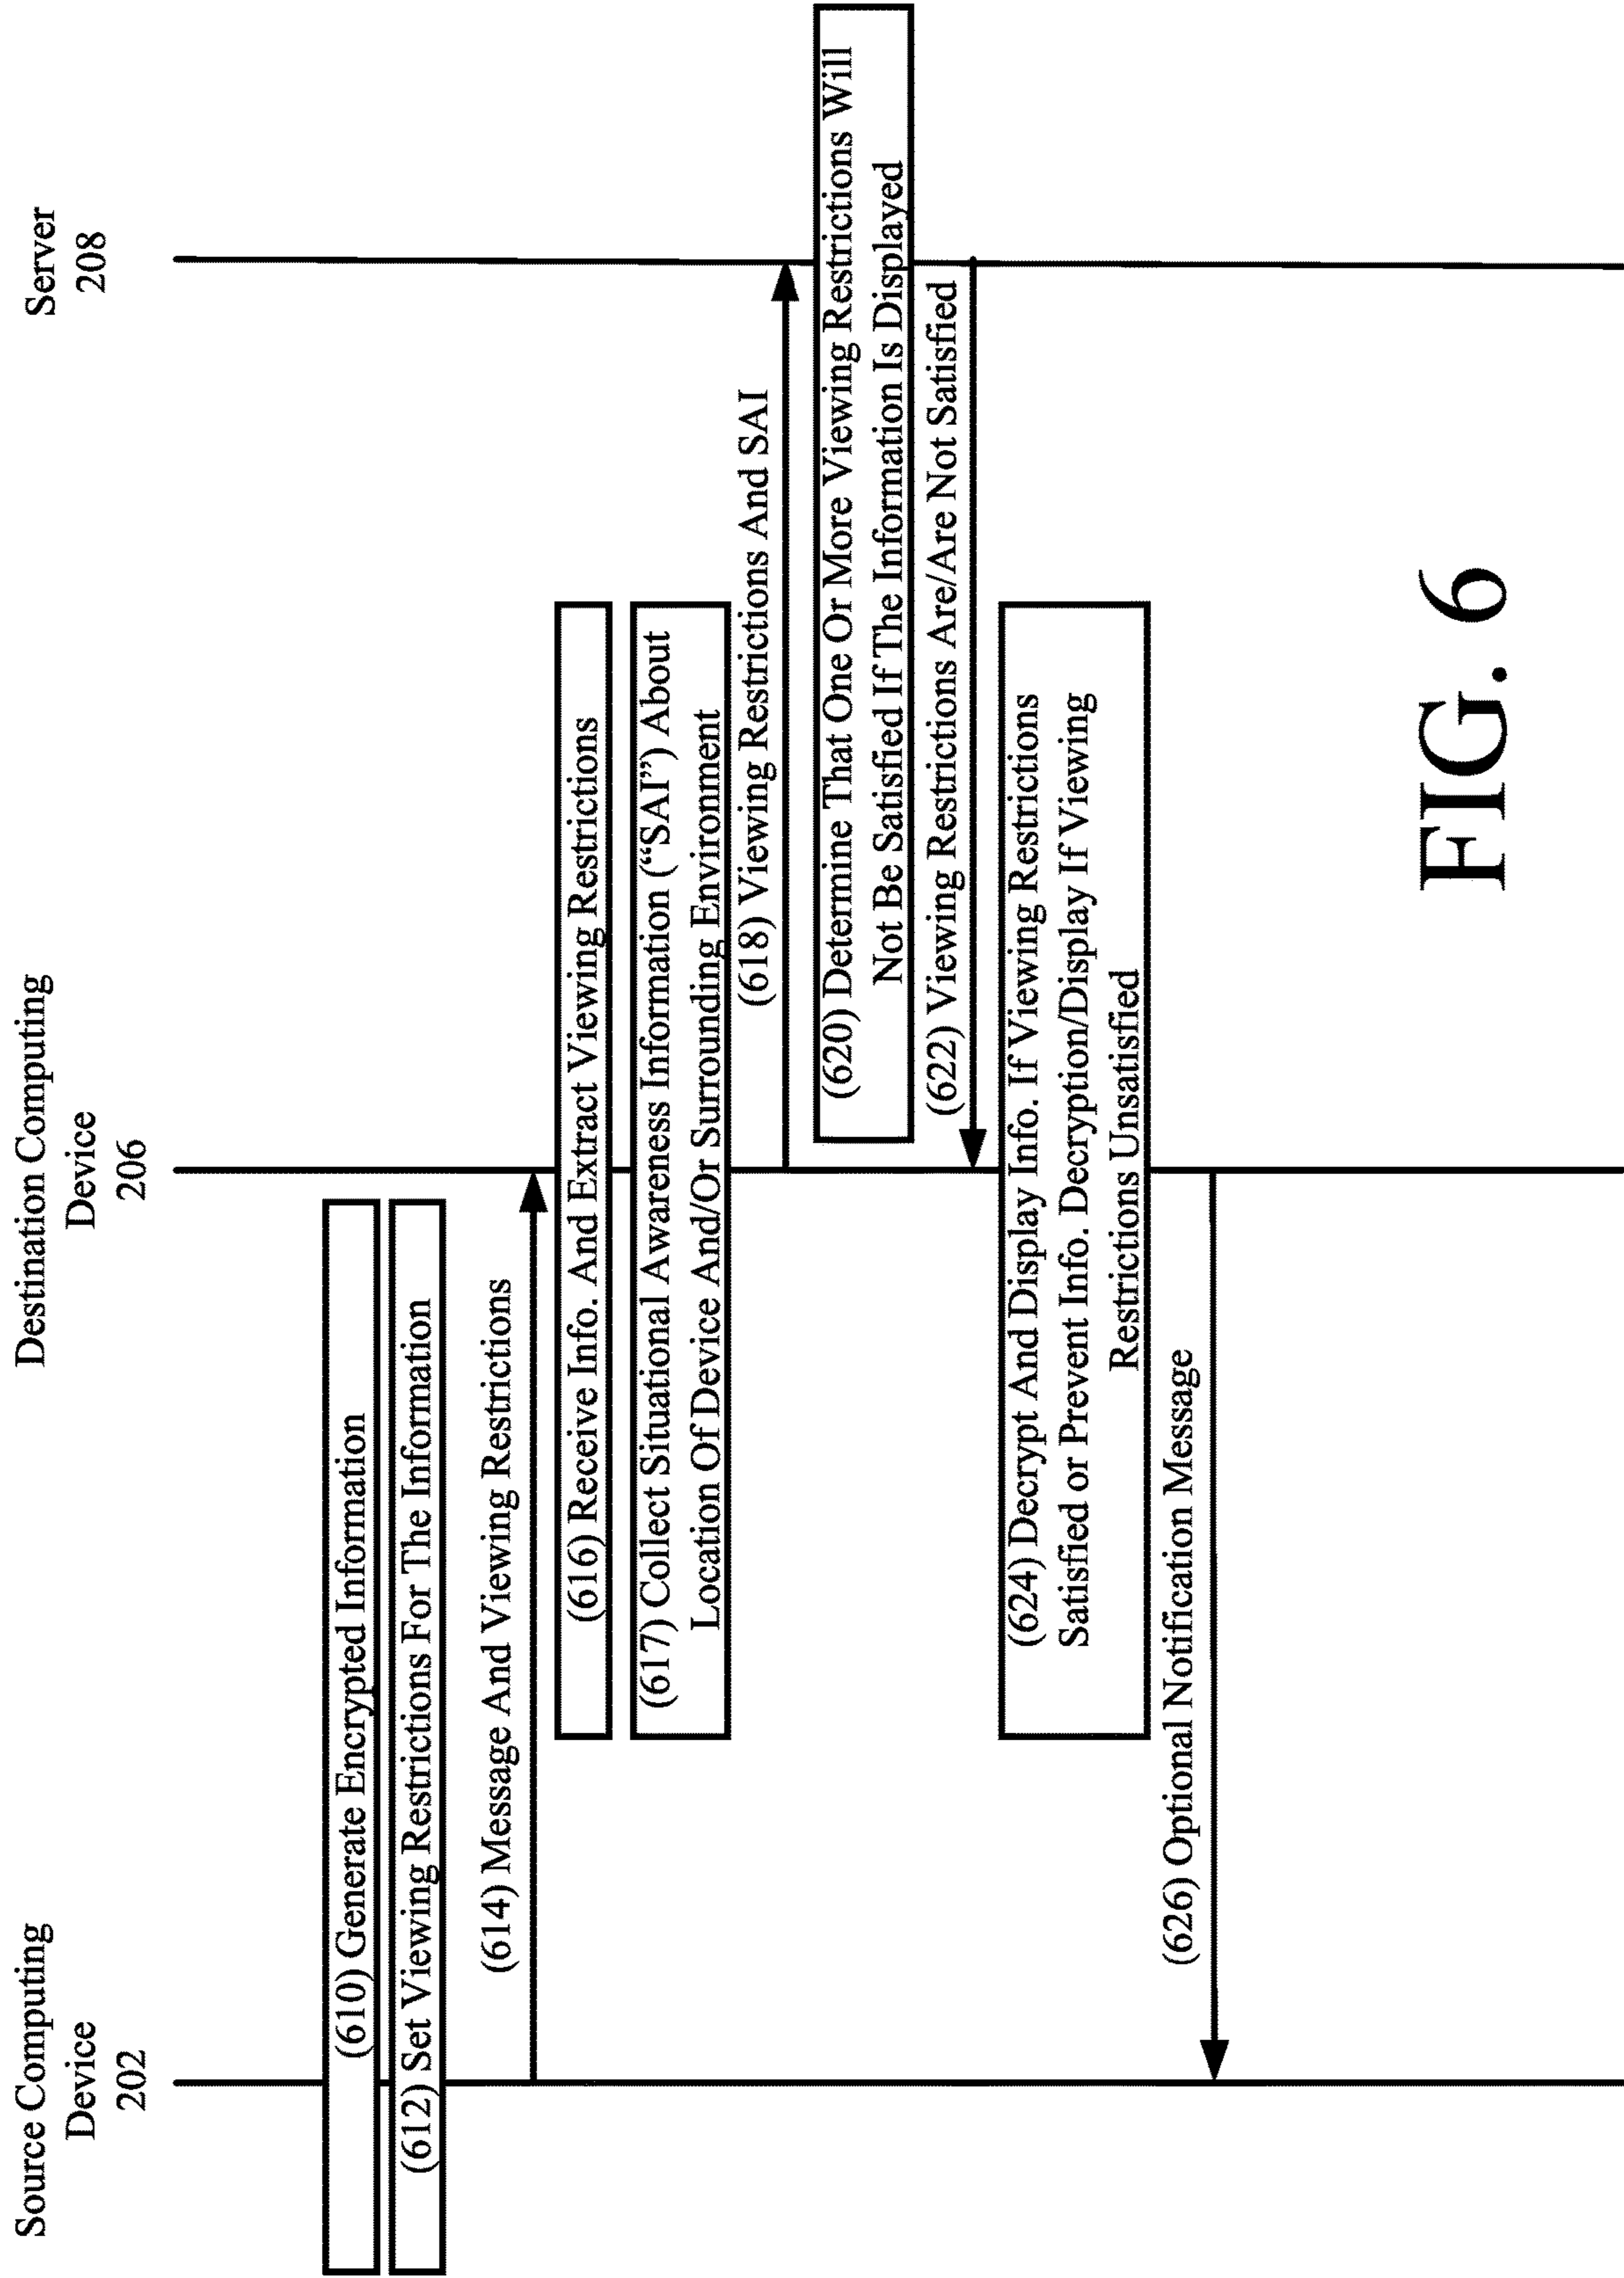 Source Computing
Device
202
Destination Computing
Device
206
Server
208
(610) Generate Encrypted Information
(612) Set Viewing Restrictions For The Information
(614) Message And Viewing Restrictions
(616) Receive Info. And Extract Viewing Restrictions
(617) Collect Situational Awareness Information (“SAI”) About
Location Of Device And/Or Surrounding Environment
(618) Viewing Restrictions And SAI
(620) Determine That One Or More Viewing Restrictions Will
Not Be Satisfied If The Information Is Displayed
(622) Viewing Restrictions Are/Are Not Satisfied
(624) Decrypt And Display Info. If Viewing Restrictions
Satisfied or Prevent Info. Decryption/Display If Viewing
Restrictions Unsatisfied
(626) Optional Notification Message
FIG. 6